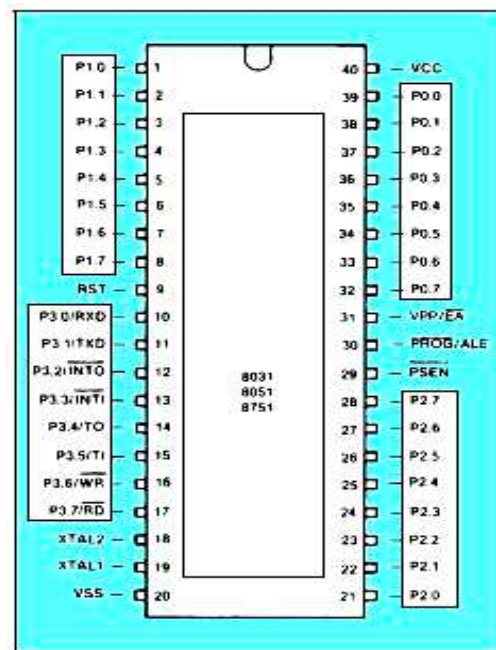 P1.0 1 40 VCC
P1.1 2 39 P0.0
P1.2 3 38 P0.1
P1.3 4 37 P0.2
P1.4 5 36 P0.3
P1.5 6 35 P0.4
P1.6 7 34 P0.5
P1.7 8 33 P0.6
RST 9 32 P0.7
P3.0/RXD 10 31 VPP/EA
P3.1/TXD 11 30 PROG/ALE
P3.2/INTO 12 29 PSEN
P3.3/INTI 13 28 P2.7
P3.4/TO 14 27 P2.6
P3.5/TI 15 26 P2.5
P3.6/WR 16 25 P2.4
P3.7/RD 17 24 P2.3
XTAL2 18 23 P2.2
XTAL1 19 22 P2.1
VSS 20 21 P2.0
8031
8051
8751